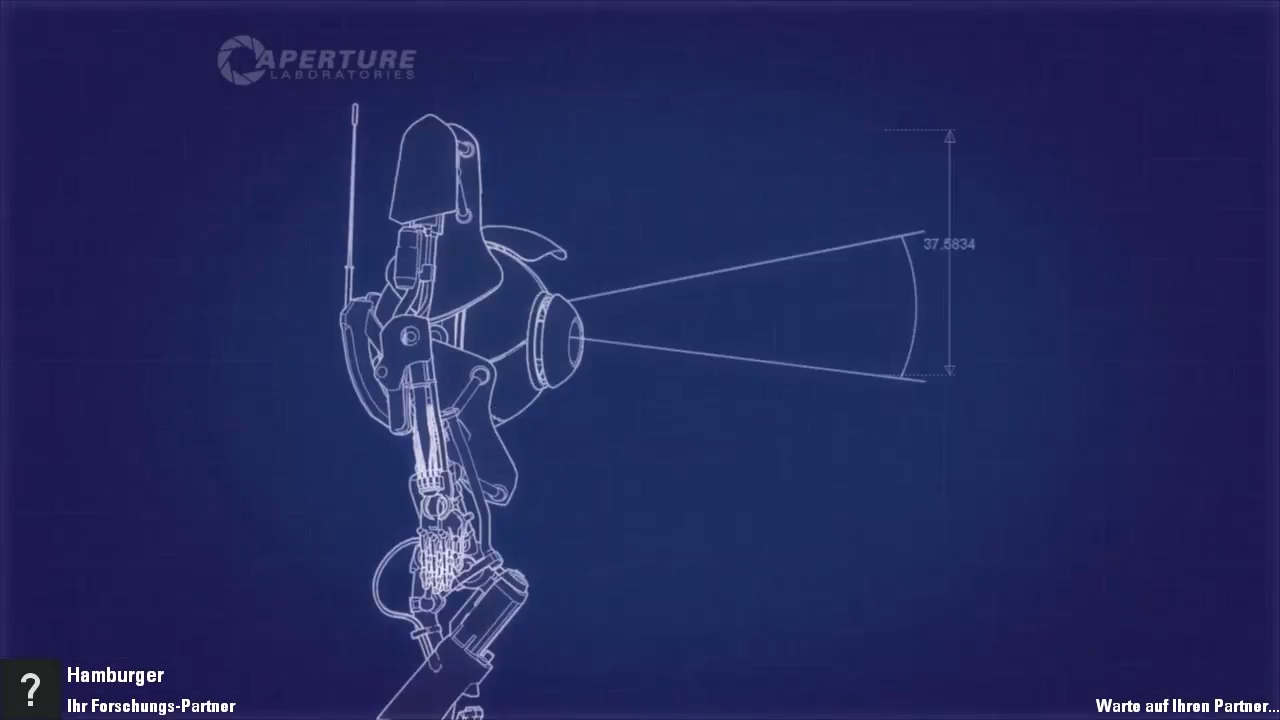 APERTURE
LABORATORIES
37.5834
?
Hamburger
Ihr Forschungs-Partner
Warte auf Ihren Partner...